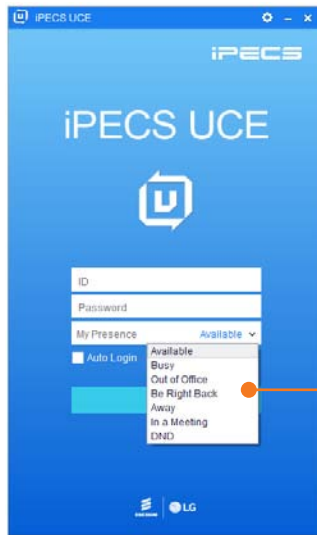 iPECS UCE
iPECS
iPECS UCE
U
ID
Password
My Presence Available
Auto Login
Available
Busy
Out of Office
Be Right Back
Away
In a Meeting
DND
ERICSSON LG